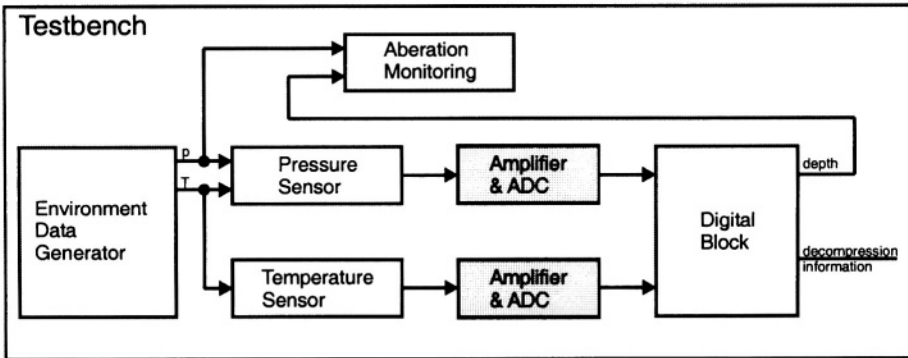 Testbench
Aberation
Monitoring
p
T
Environment
Data
Generator
Pressure
Sensor
Amplifier
& ADC
Temperature
Sensor
Amplifier
& ADC
Digital
Block
depth
decompression
information